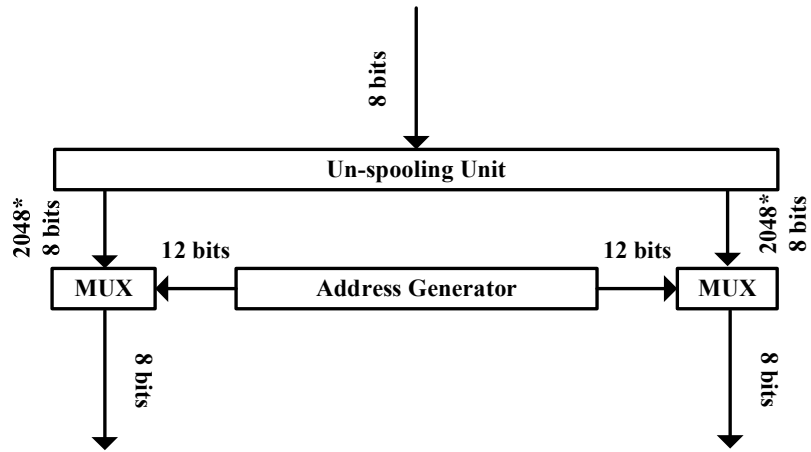 8 bits
Un-spooling Unit
2048*
8 bits
2048*
8 bits
12 bits
12 bits
MUX
Address Generator
MUX
8 bits
8 bits